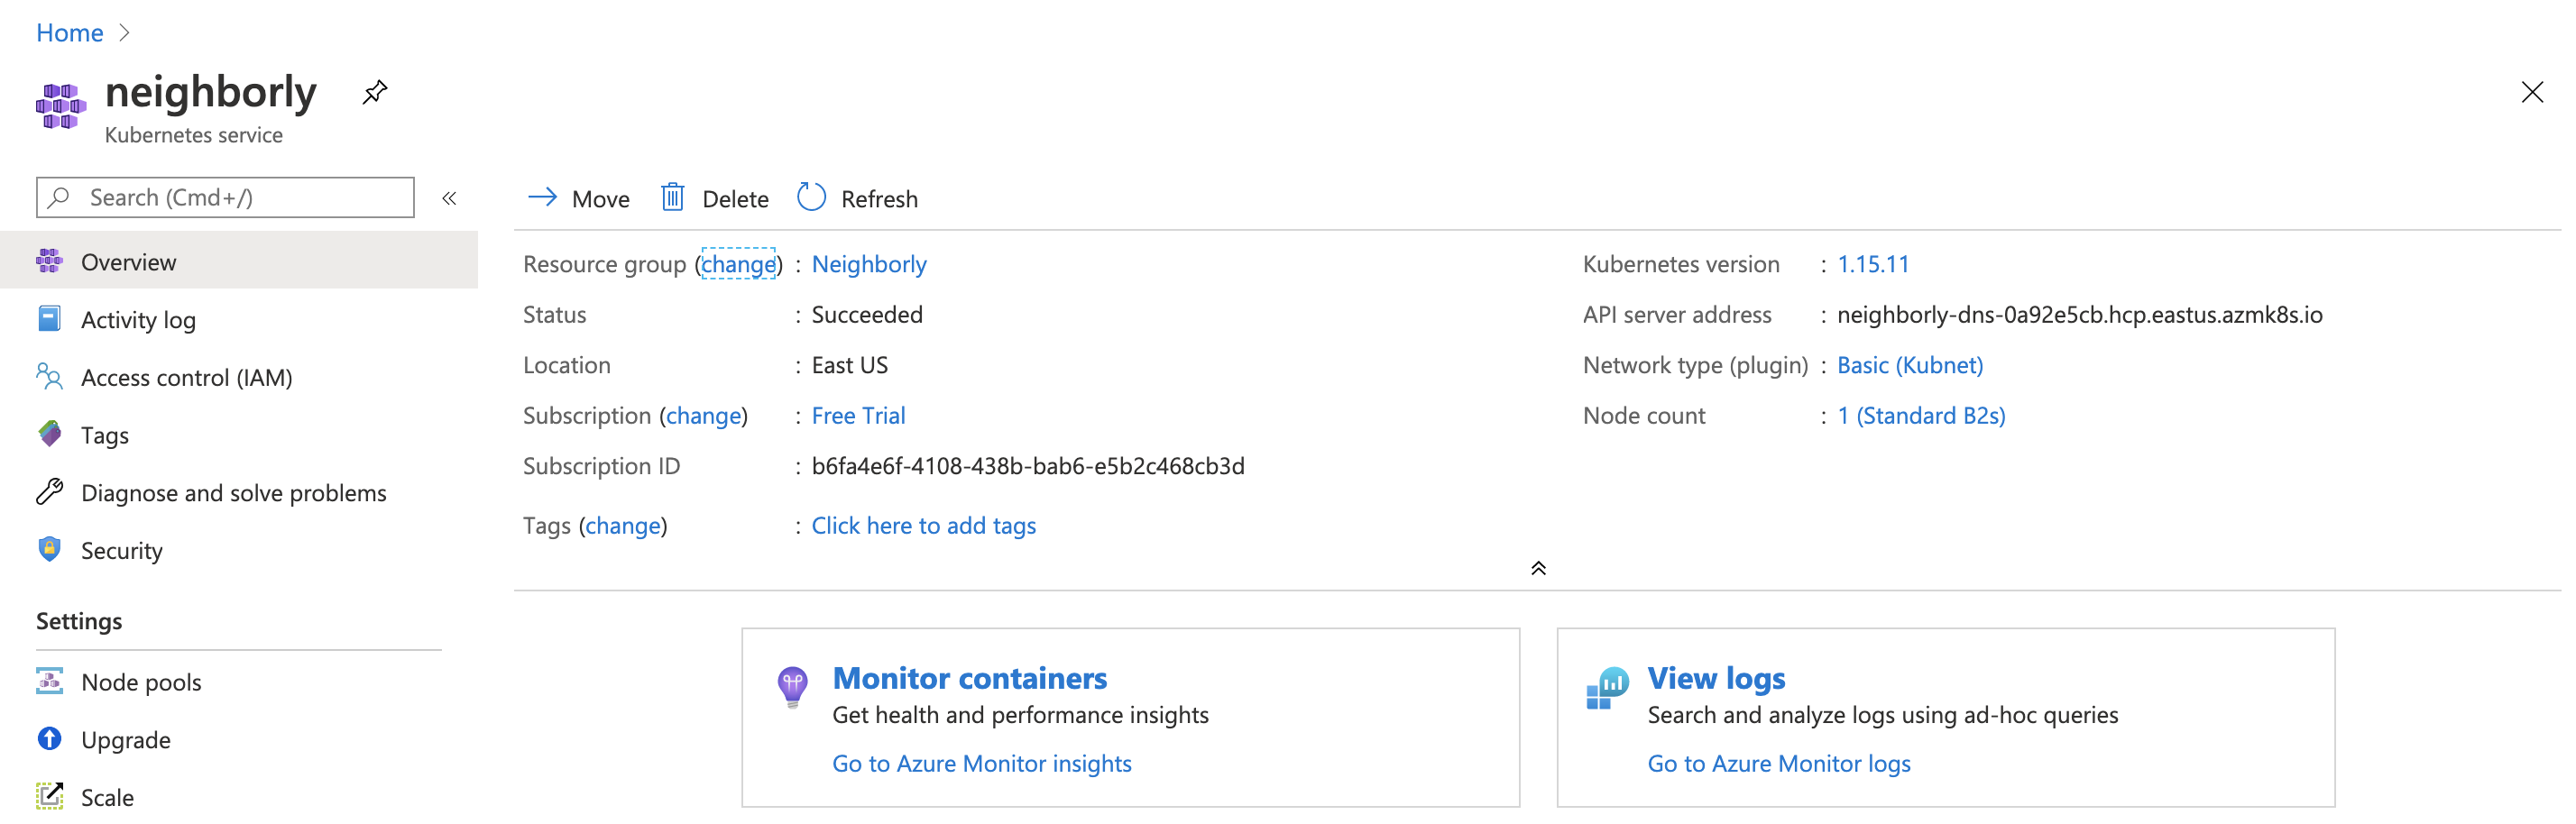 Home >
neighborly
Kubernetes service
Search (Cmd+/)
«
Move Delete Refresh
Overview
Activity log
Access control (IAM)
Tags
Diagnose and solve problems
Security
Settings
Node pools
Upgrade
Scale
Resource group (change) : Neighborly
Status : Succeeded
Location : East US
Subscription (change) : Free Trial
Subscription ID : b6fa4e6f-4108-438b-bab6-e5b2c468cb3d
Tags (change) : Click here to add tags
Kubernetes version : 1.15.11
API server address : neighborly-dns-0a92e5cb.hcp.eastus.azmk8s.io
Network type (plugin) : Basic (Kubnet)
Node count : 1 (Standard B2s)
Monitor containers
Get health and performance insights
Go to Azure Monitor insights
View logs
Search and analyze logs using ad-hoc queries
Go to Azure Monitor logs